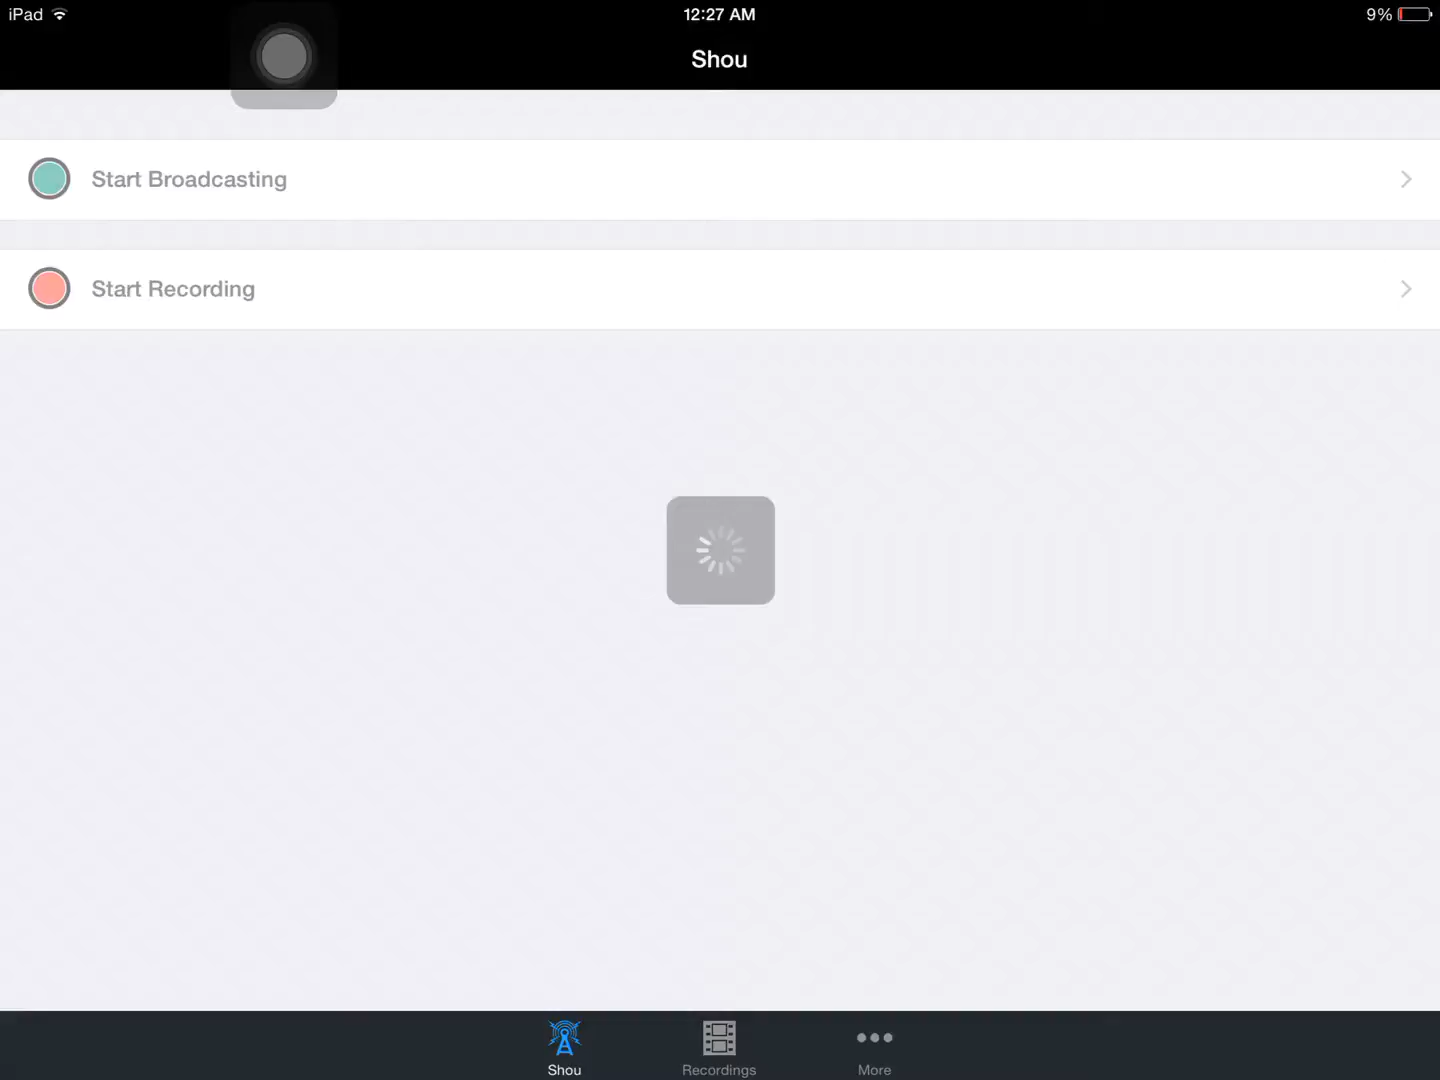 iPad 12:27 AM 9%
Shou
Start Broadcasting
Start Recording
Shou Recordings More